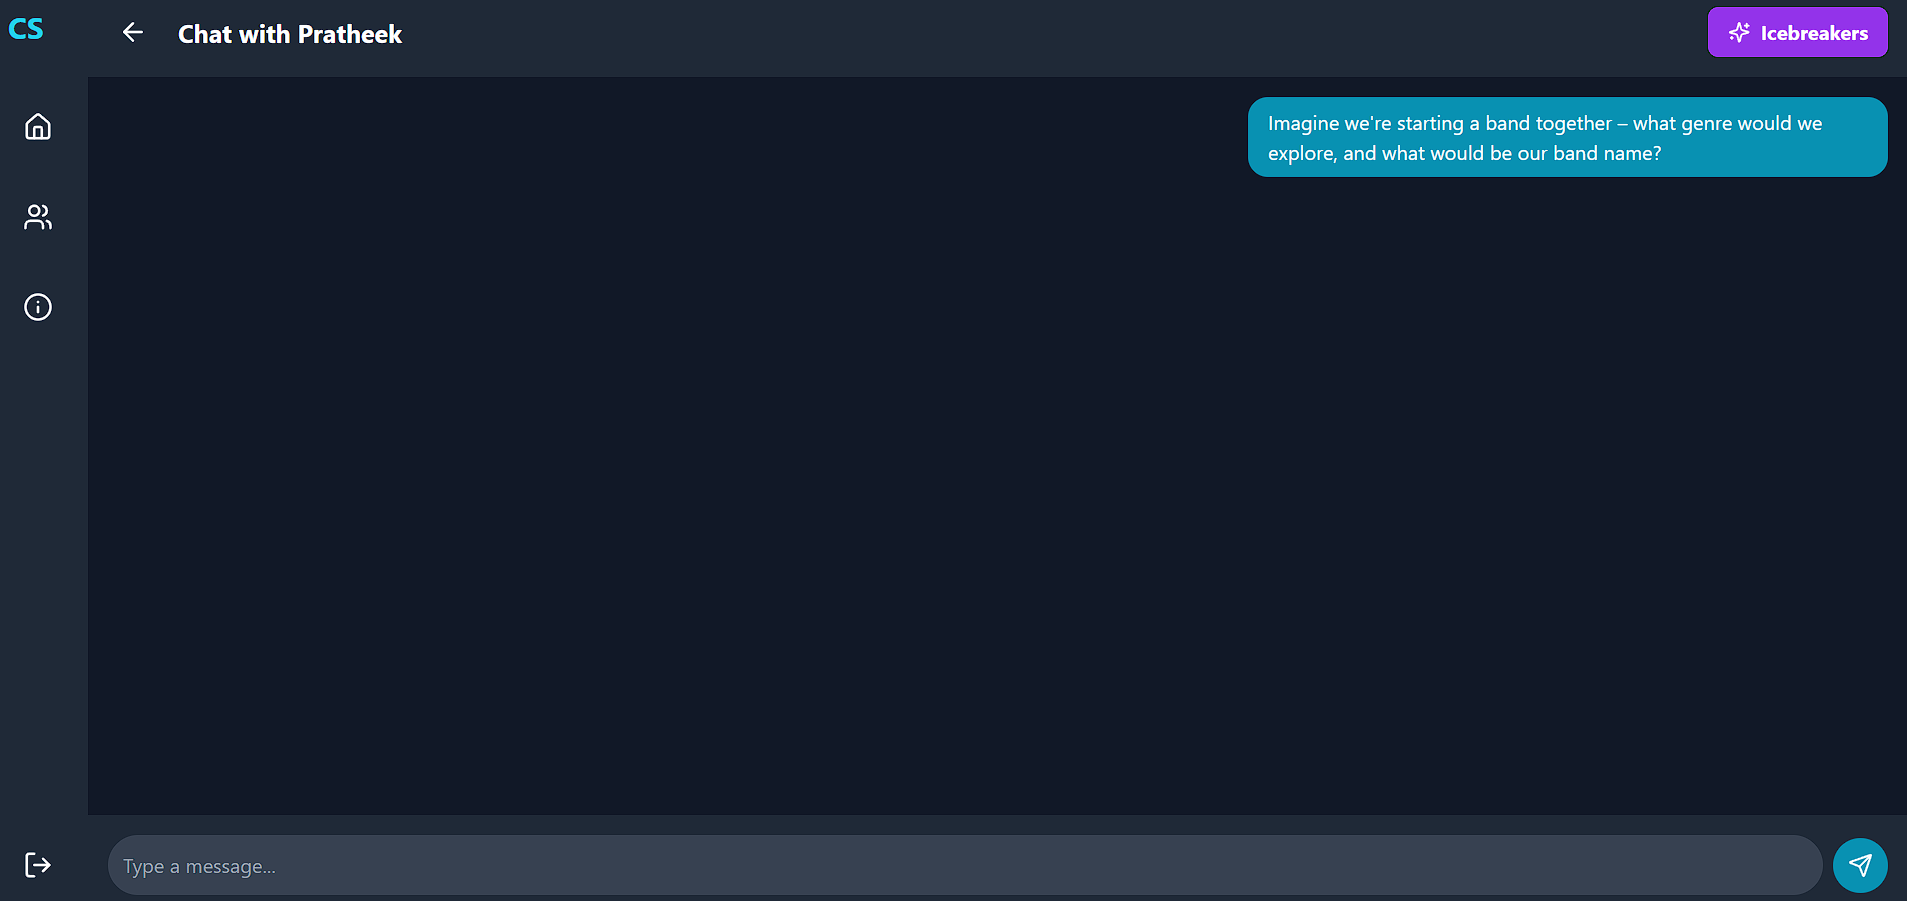 CS
Chat with Pratheek
Icebreakers
Imagine we're starting a band together – what genre would we
explore, and what would be our band name?
Type a message...